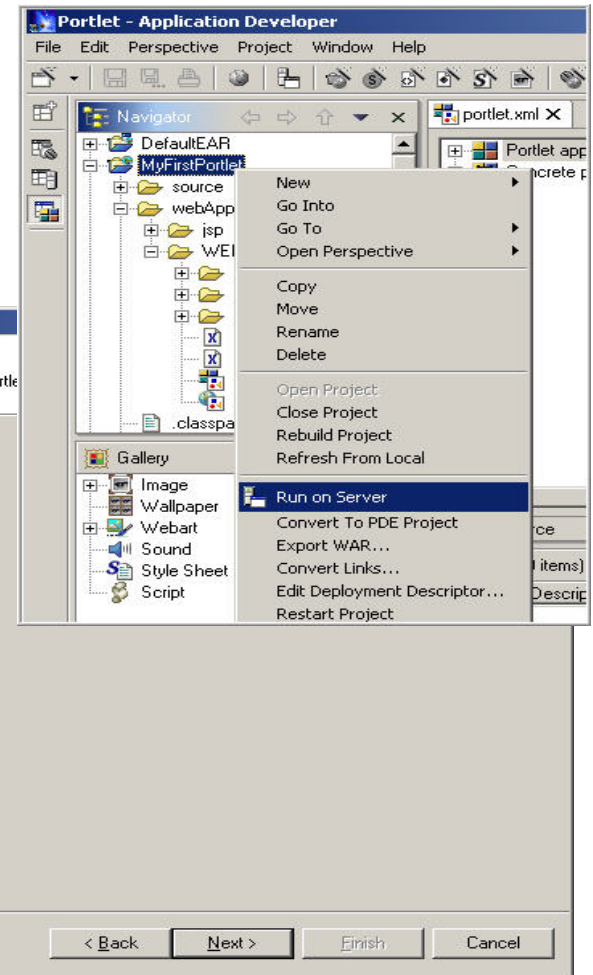 Portlet - Application Developer
File Edit Perspective Project Window Help
Navigator
portlet.xml
DefaultEAR
MyFirstPortlet
source
webApp
jsp
WEI
.classpa
Portlet app
ncrete p
New
Go Into
Go To
Open Perspective
Copy
Move
Rename
Delete
Open Project
Close Project
Rebuild Project
Refresh From Local
Run on Server
Convert To PDE Project
Export WAR...
Convert Links...
Edit Deployment Descriptor...
Restart Project
Gallery
Image
Wallpaper
Webart
Sound
Style Sheet
Script
rce
items)
Descrip
rtle
< Back Next > Finish Cancel